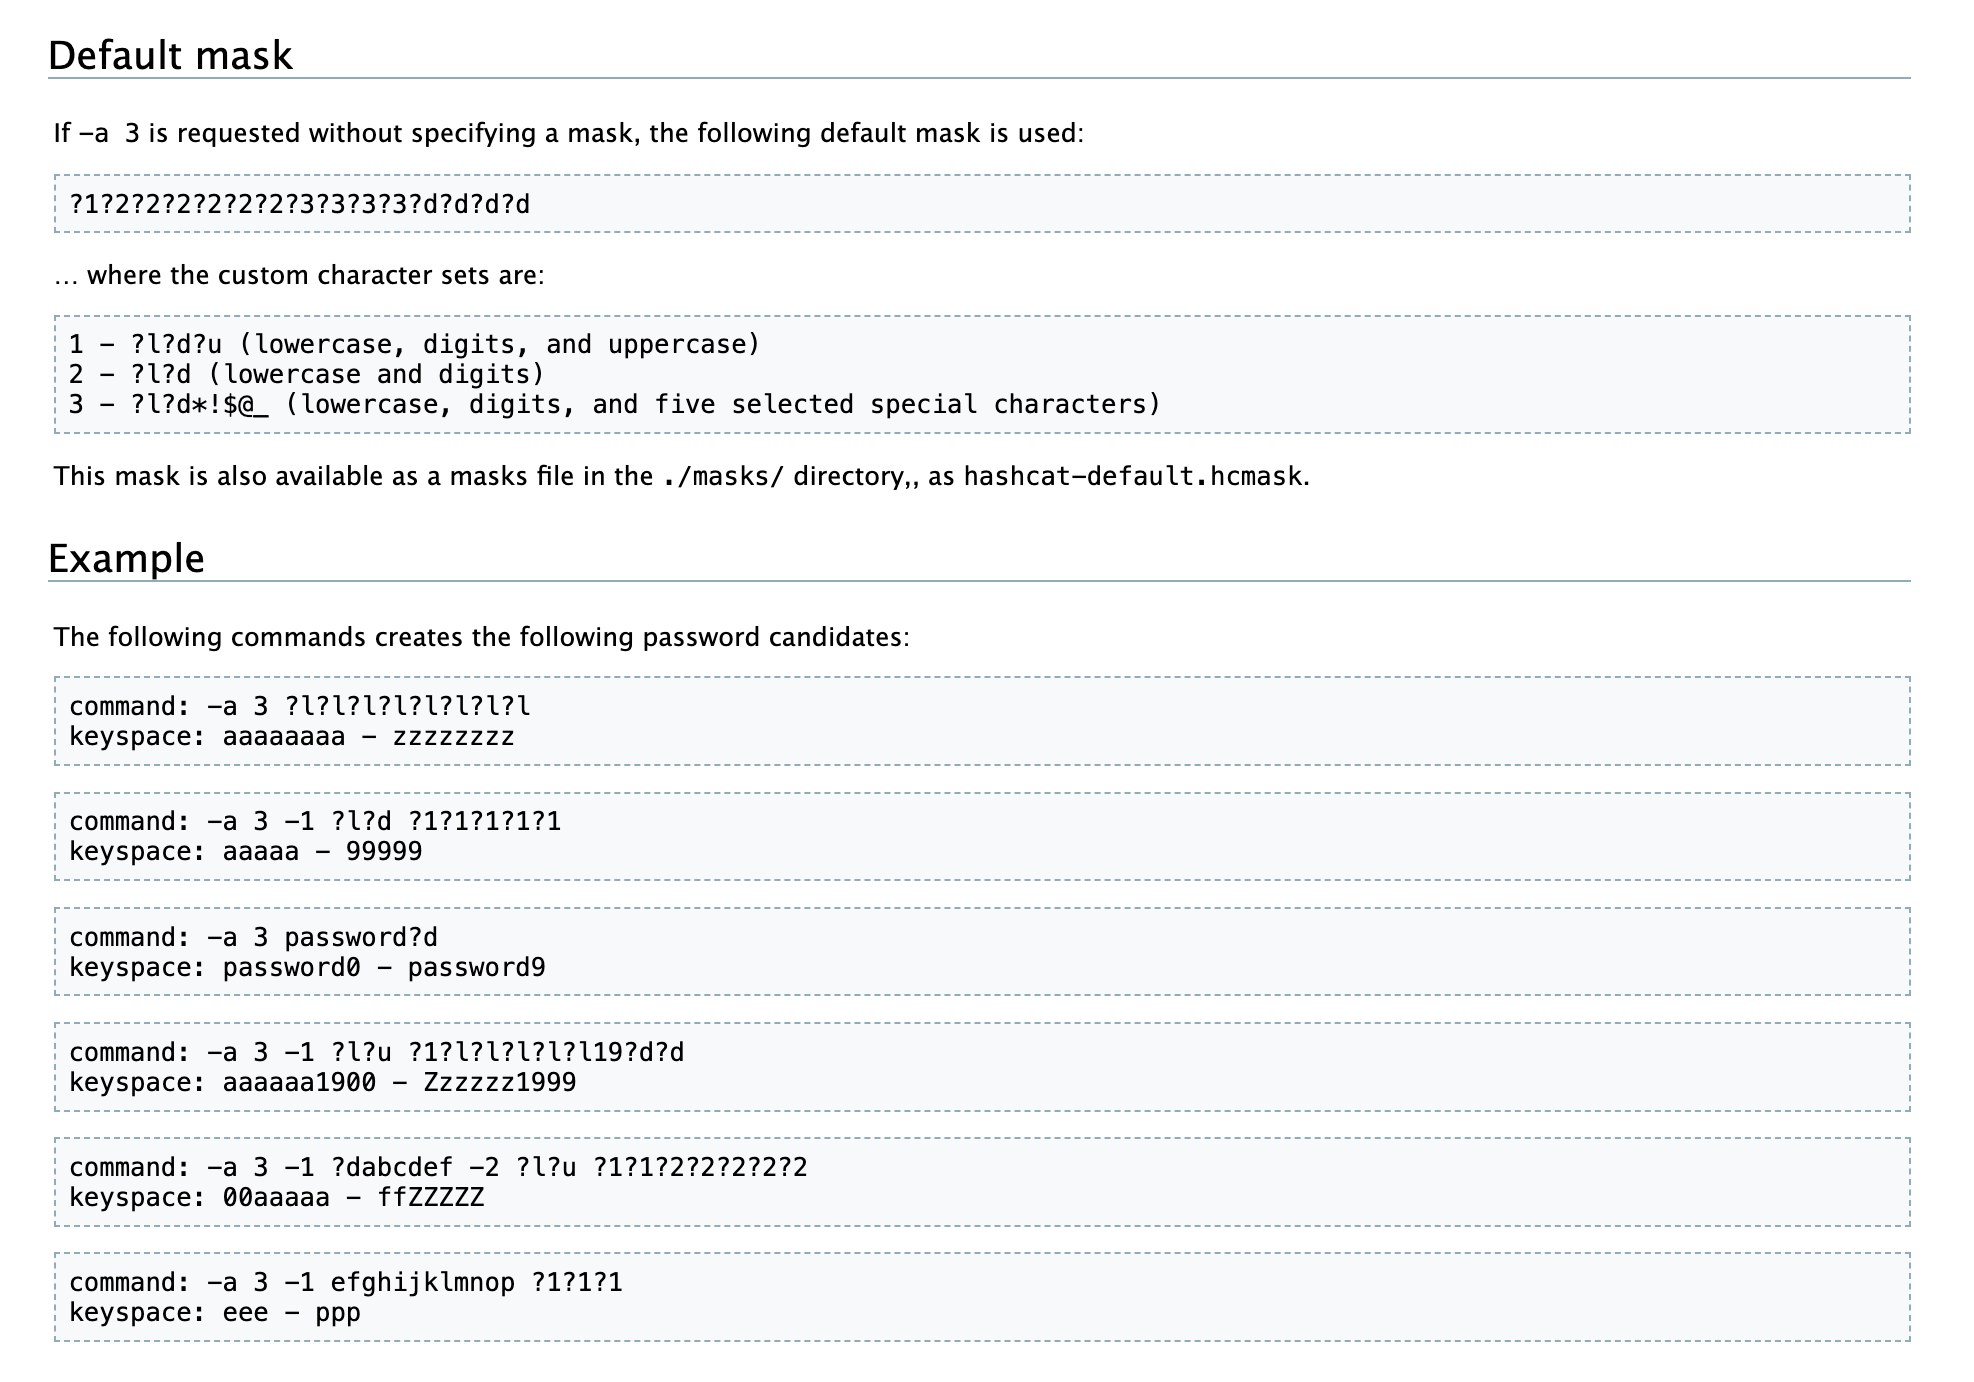 Default mask
If -a 3 is requested without specifying a mask, the following default mask is used:
?1?2?2?2?2?2?2?3?3?3?3?d?d?d?d
... where the custom character sets are:
1 - ?l?d?u (lowercase, digits, and uppercase)
2 - ?l?d (lowercase and digits)
3 - ?l?d*!$@_ (lowercase, digits, and five selected special characters)
This mask is also available as a masks file in the ./masks/ directory,, as hashcat-default.hcmask.
Example
The following commands creates the following password candidates:
command: -a 3 ?l?l?l?l?l?l?l?l
keyspace: aaaaaaaa - zzzzzzzz
command: -a 3 -1 ?l?d ?1?1?1?1?1
keyspace: aaaaa - 99999
command: -a 3 password?d
keyspace: password0 - password9
command: -a 3 -1 ?l?u ?1?l?l?l?l?l19?d?d
keyspace: aaaaaa1900 - Zzzzzz1999
command: -a 3 -1 ?dabcdef -2 ?l?u ?1?1?2?2?2?2?2
keyspace: 00aaaaa - ffZZZZZ
command: -a 3 -1 efghijklmnop ?1?1?1
keyspace: eee - ppp